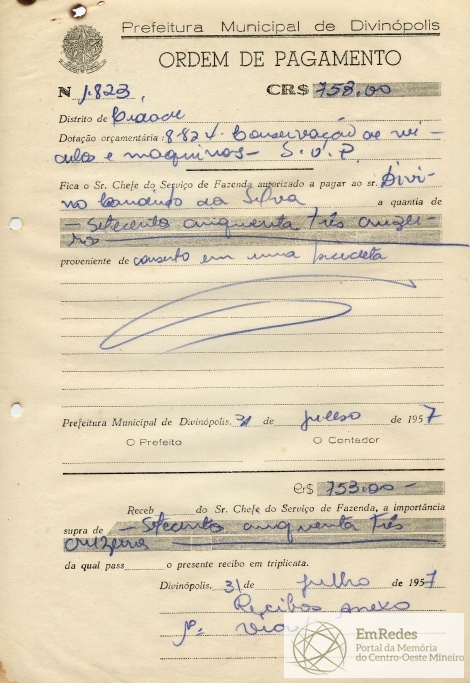 Prefeitura Municipal de Divinópolis
ORDEM DE PAGAMENTO
N 1.823, CR$ 753,00
Distrito de Cidade
Dotação orçamentária: 882 V. Conservação de vei-
culos e maquinas - S. O. P.
Fica o Sr. Chefe do Serviço de Fazenda autorizado a pagar ao sr. Divi-
no da Silva a quantia de
- Setecentos cinquenta três cruzei-
ros
proveniente de conserto em uma
Prefeitura Municipal de Divinópolis, 31 de julho de 1957
O Prefeito O Contador
Cr$ 753,00-
Receb do Sr. Chefe do Serviço de Fazenda, a importância
supra de - Setecentos cinquenta três
cruzeiros
da qual pass o presente recibo em triplicata.
Divinópolis, 31 de julho de 1957
Recibos anexo
1ª= via
EmRedes
Portal da Memória
do Centro-Oeste Mineiro